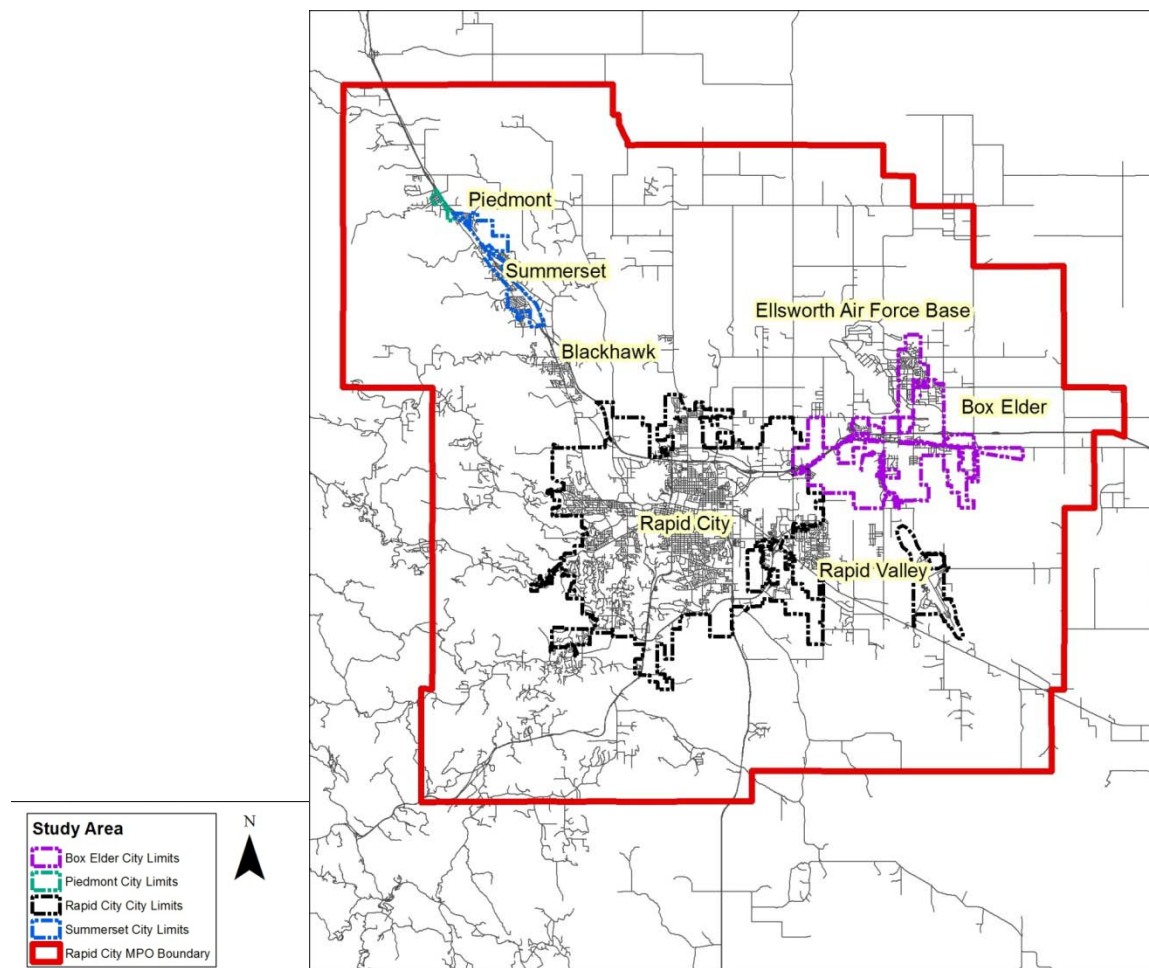 Piedmont
Summerset
Ellsworth Air Force Base
Blackhawk
Box Elder
Rapid City
Rapid Valley
Study Area
Box Elder City Limits
Piedmont City Limits
Rapid City City Limits
Summerset City Limits
Rapid City MPO Boundary
N